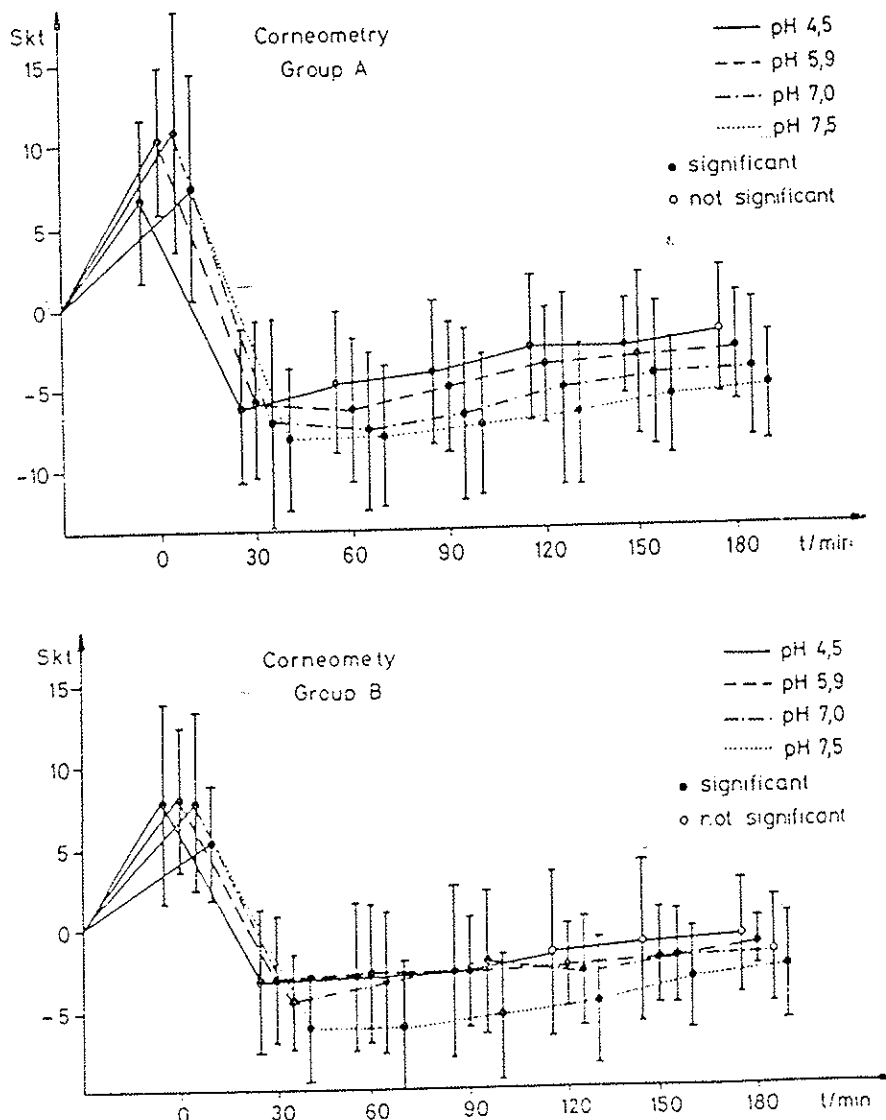 Skt
Corneometry
Group A
pH 4,5
pH 5,9
pH 7,0
pH 7,5
significant
not significant
15
10
5
0
-5
-10
0 30 60 90 120 150 180 t/min
Skt
Corneomety
Group B
pH 4,5
pH 5,9
pH 7,0
pH 7,5
significant
not significant
15
10
5
0
-5
0 30 60 90 120 150 180 t/min